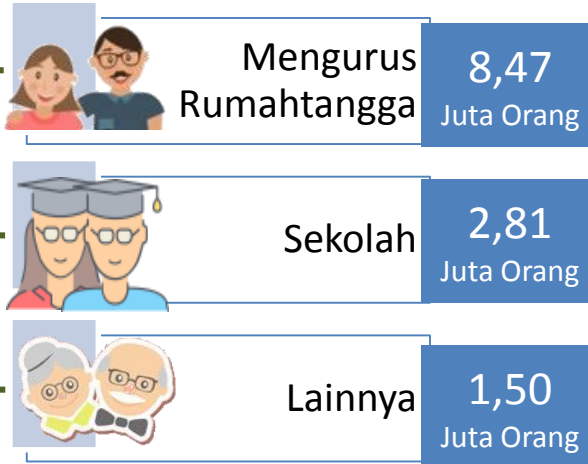 Mengurus
Rumahtangga
8,47
Juta Orang
Sekolah
2,81
Juta Orang
Lainnya
1,50
Juta Orang